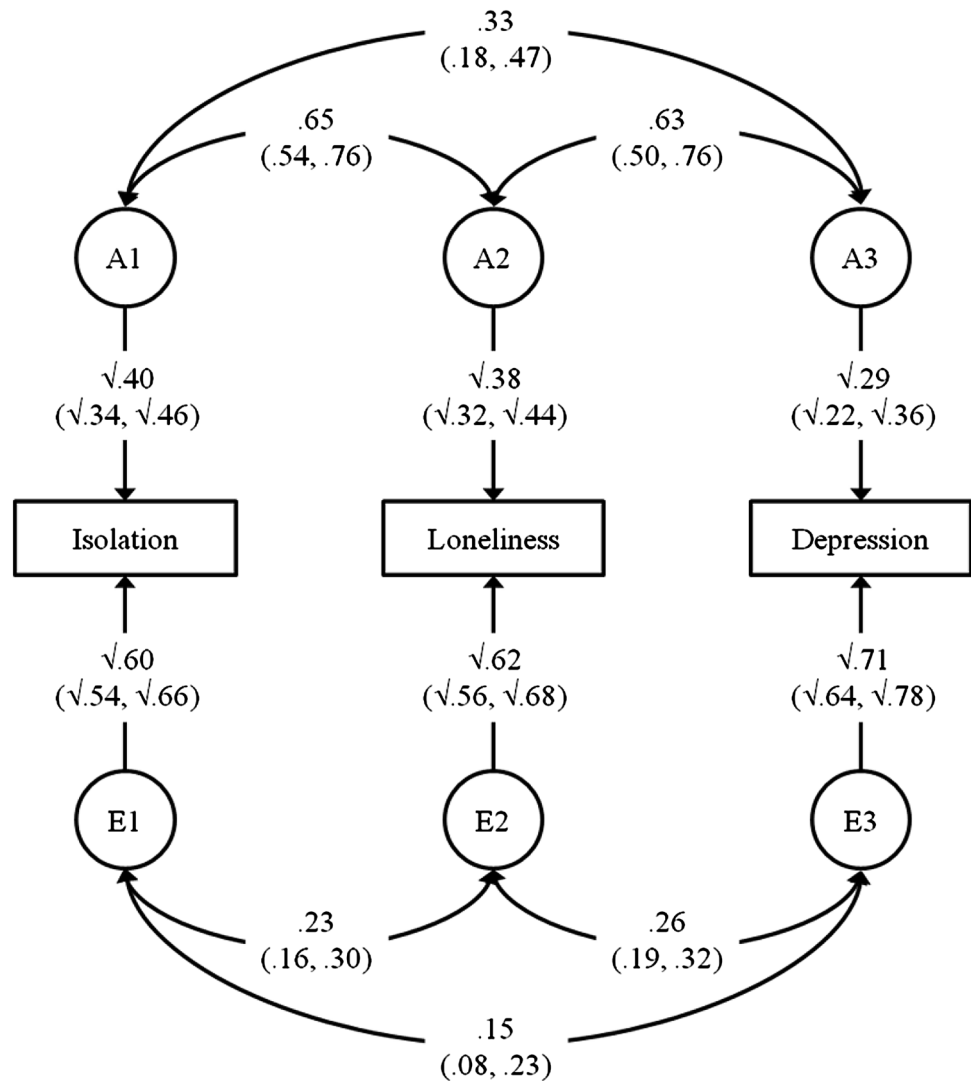 .33
(.18, .47)
.65
(.54, .76)
.63
(.50, .76)
A1
A2
A3
√.40
(√.34, √.46)
√.38
(√.32, √.44)
√.29
(√.22, √.36)
Isolation
Loneliness
Depression
√.60
(√.54, √.66)
√.62
(√.56, √.68)
√.71
(√.64, √.78)
E1
E2
E3
.23
(.16, .30)
.26
(.19, .32)
.15
(.08, .23)